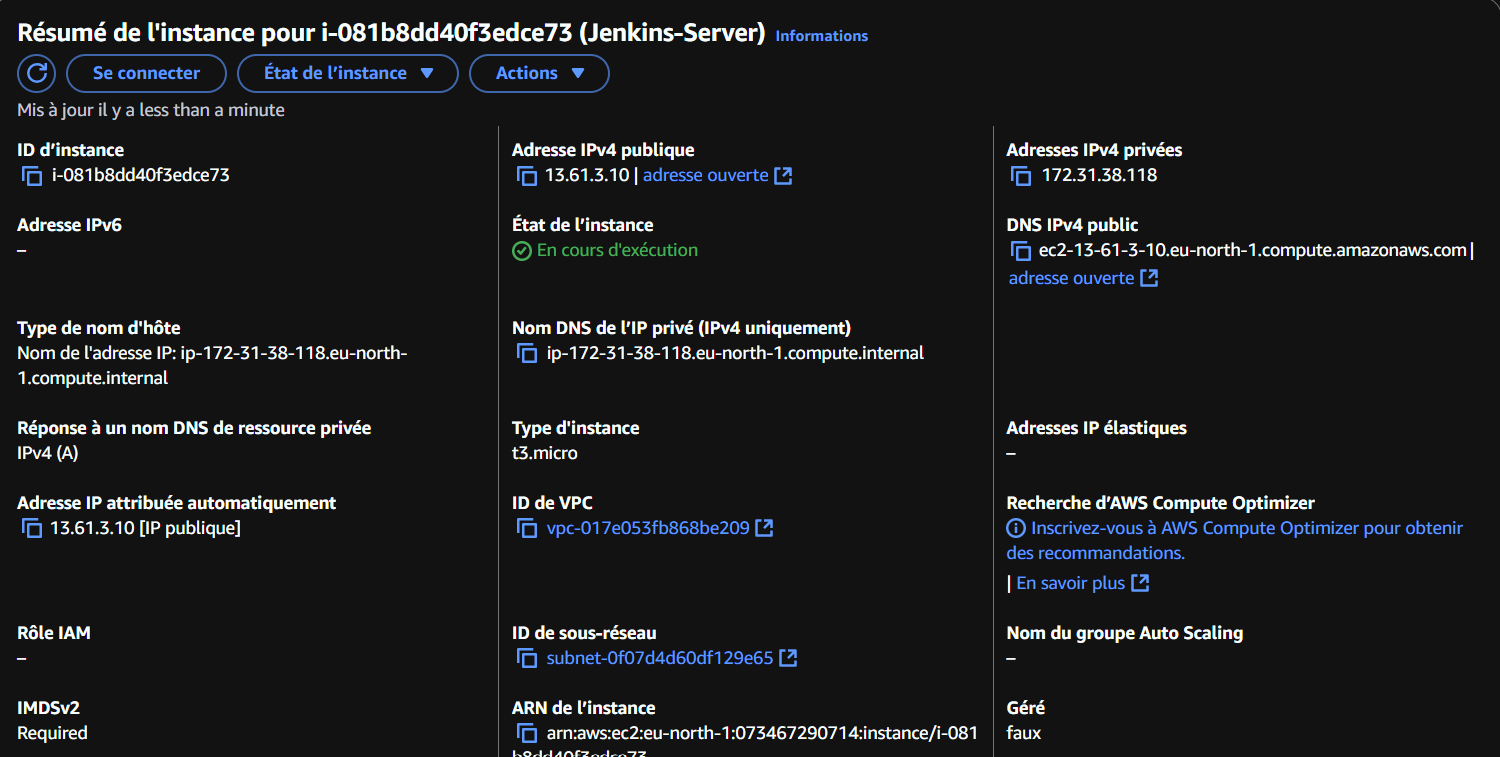 Résumé de l'instance pour i-081b8dd40f3edce73 (Jenkins-Server) Informations
Se connecter État de l’instance Actions
Mis à jour il y a less than a minute
ID d’instance
i-081b8dd40f3edce73
Adresse IPv4 publique
13.61.3.10 | adresse ouverte
Adresses IPv4 privées
172.31.38.118
Adresse IPv6
–
État de l’instance
En cours d'exécution
DNS IPv4 public
ec2-13-61-3-10.eu-north-1.compute.amazonaws.com |
adresse ouverte
Type de nom d'hôte
Nom de l'adresse IP: ip-172-31-38-118.eu-north-
1.compute.internal
Nom DNS de l’IP privé (IPv4 uniquement)
ip-172-31-38-118.eu-north-1.compute.internal
Réponse à un nom DNS de ressource privée
IPv4 (A)
Type d'instance
t3.micro
Adresses IP élastiques
–
Adresse IP attribuée automatiquement
13.61.3.10 [IP publique]
ID de VPC
vpc-017e053fb868be209
Recherche d’AWS Compute Optimizer
Inscrivez-vous à AWS Compute Optimizer pour obtenir
des recommandations.
| En savoir plus
Rôle IAM
–
ID de sous-réseau
subnet-0f07d4d60df129e65
Nom du groupe Auto Scaling
–
IMDSv2
Required
ARN de l’instance
arn:aws:ec2:eu-north-1:073467290714:instance/i-081
b8dd40f3edce73
Géré
faux